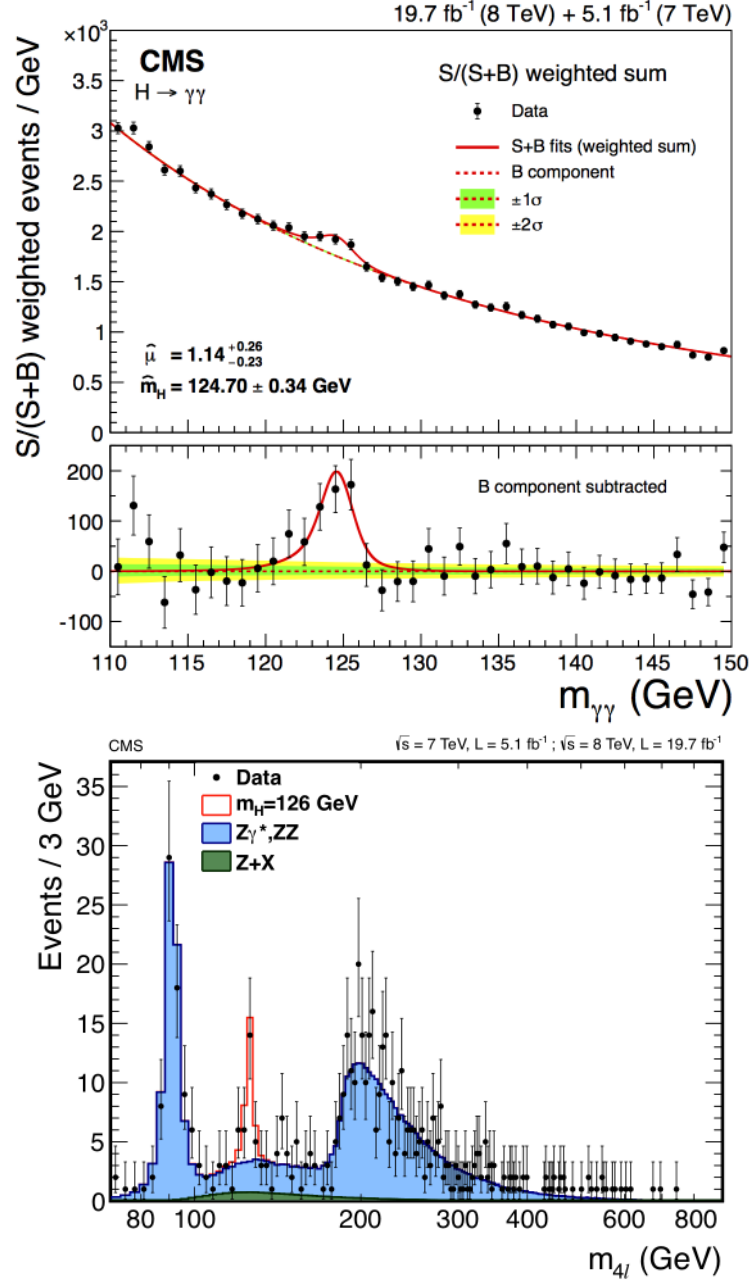 19.7 fb⁻¹ (8 TeV) + 5.1 fb⁻¹ (7 TeV)
×10³
CMS
H → γγ
S/(S+B) weighted sum
Data
S+B fits (weighted sum)
B component
±1σ
±2σ
S/(S+B) weighted events / GeV
3.5
3
2.5
2
1.5
1
0.5
0
μ̂ = 1.14 +0.26 −0.23
m̂H = 124.70 ± 0.34 GeV
B component subtracted
200
100
0
-100
110 115 120 125 130 135 140 145 150
mγγ (GeV)
CMS √s = 7 TeV, L = 5.1 fb⁻¹ ; √s = 8 TeV, L = 19.7 fb⁻¹
Data
mH=126 GeV
Zγ*,ZZ
Z+X
Events / 3 GeV
35
30
25
20
15
10
5
0
80 100 200 300 400 600 800
m4l (GeV)